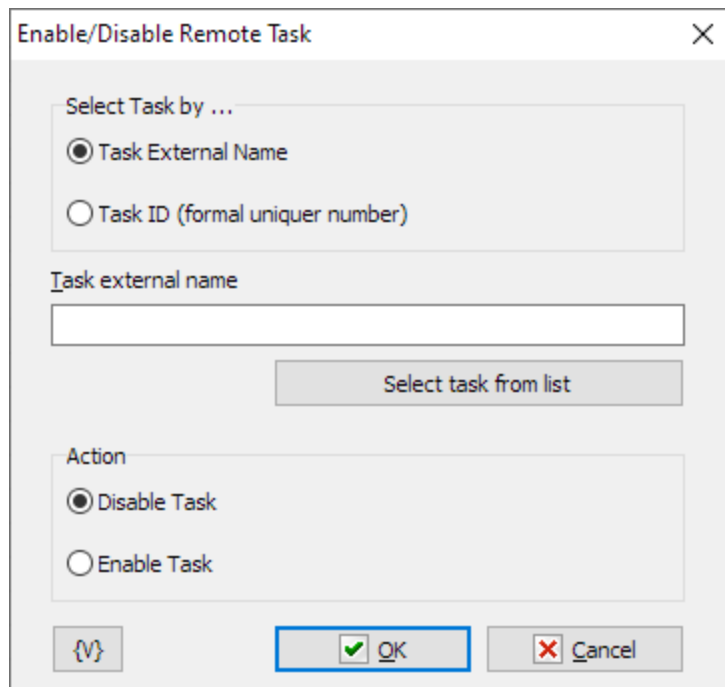 Enable/Disable Remote Task
Select Task by ...
Task External Name
Task ID (formal uniquer number)
Task external name
Select task from list
Action
Disable Task
Enable Task
{V} OK Cancel